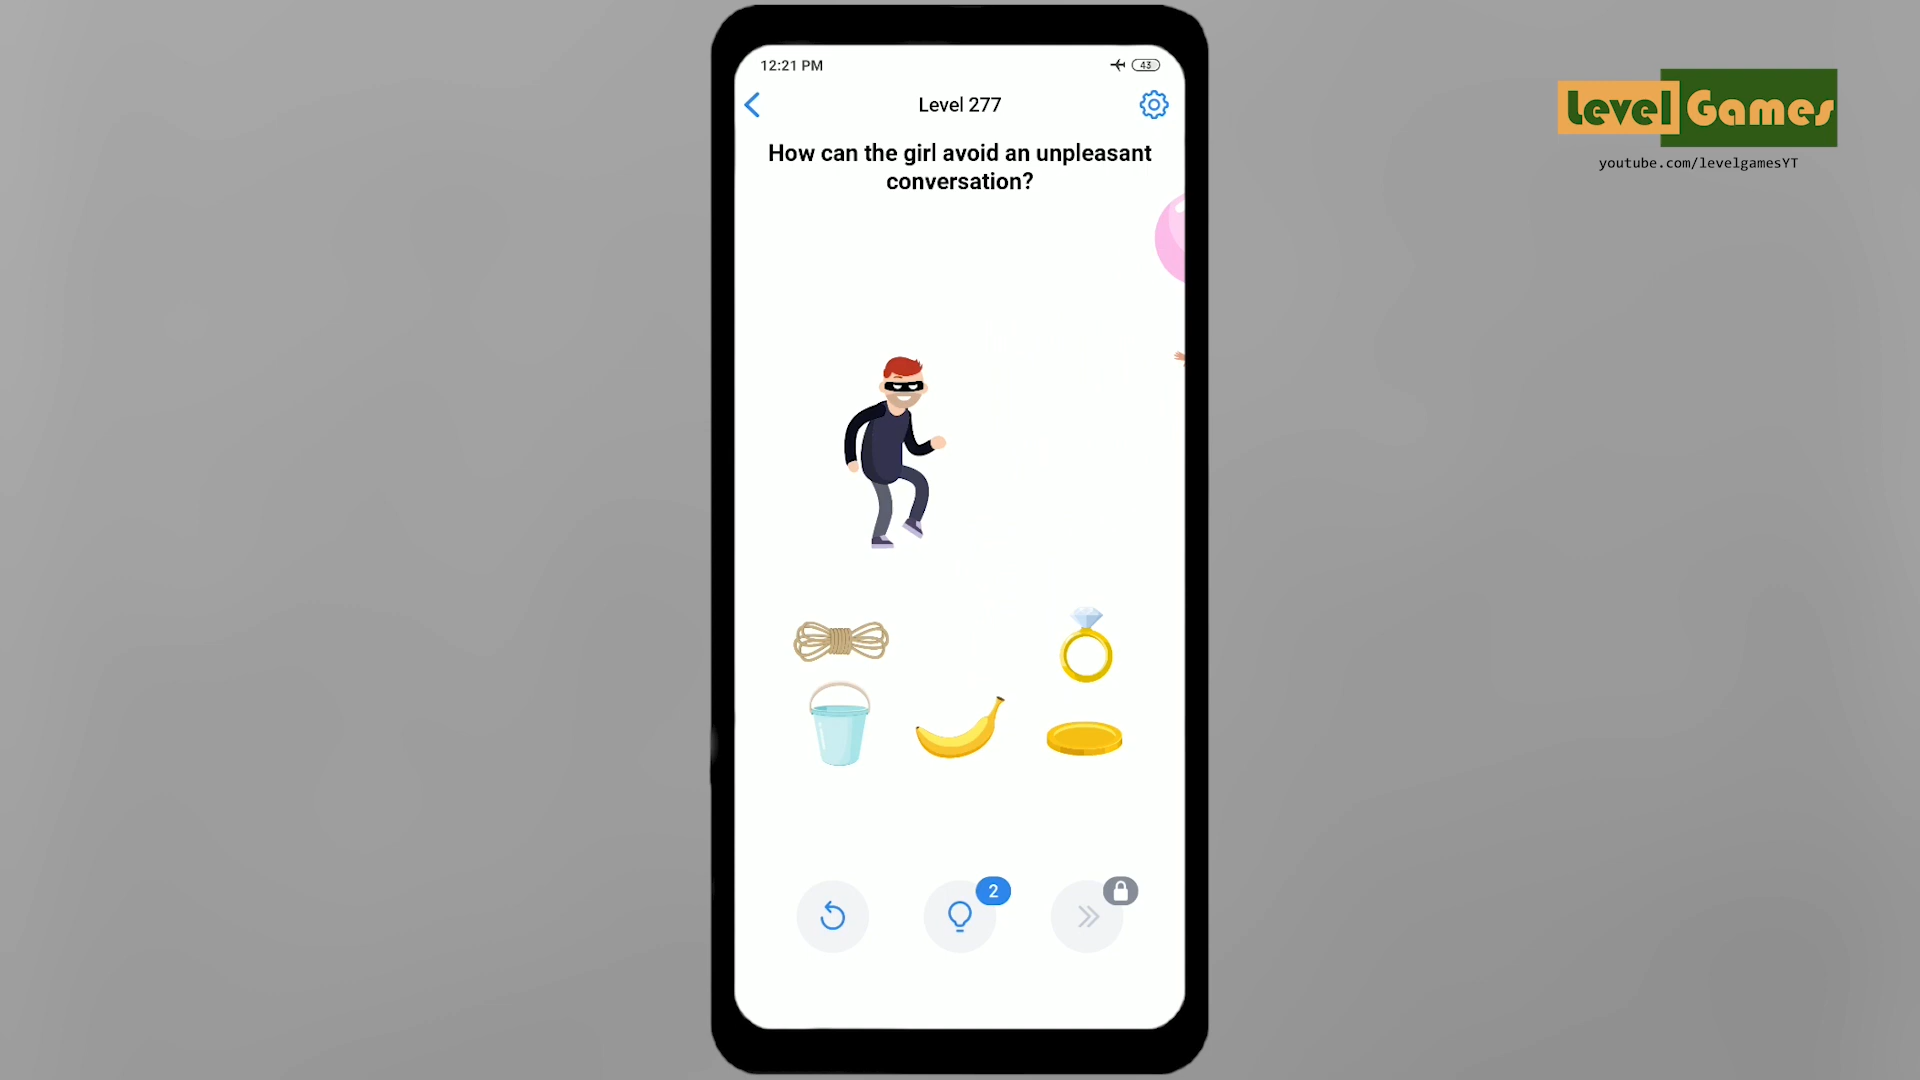 12:21 PM
43
Level 277
How can the girl avoid an unpleasant
conversation?
2
Level Games
youtube.com/levelgamesYT